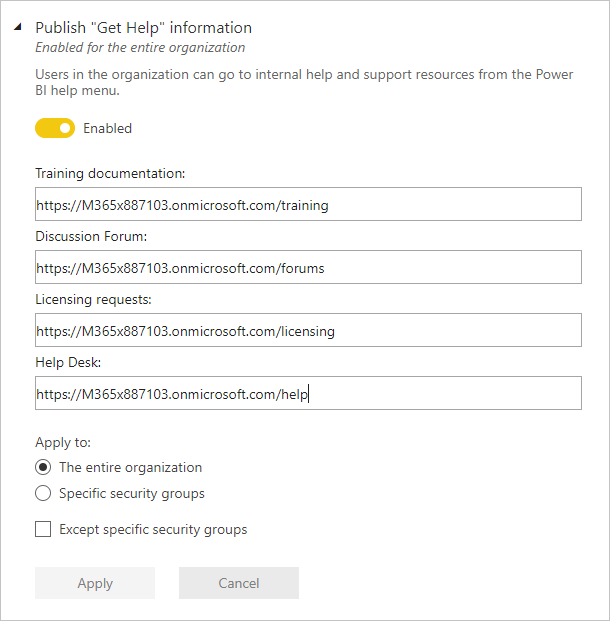 Publish "Get Help" information
Enabled for the entire organization
Users in the organization can go to internal help and support resources from the Power
BI help menu.
Enabled
Training documentation:
https://M365x887103.onmicrosoft.com/training
Discussion Forum:
https://M365x887103.onmicrosoft.com/forums
Licensing requests:
https://M365x887103.onmicrosoft.com/licensing
Help Desk:
https://M365x887103.onmicrosoft.com/help
Apply to:
The entire organization
Specific security groups
Except specific security groups
Apply Cancel